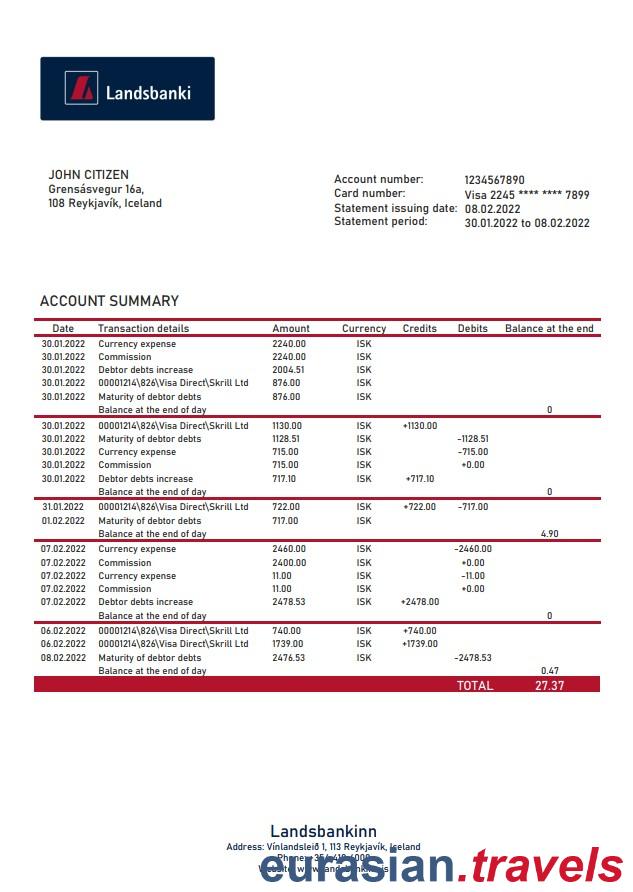 Landsbanki
JOHN CITIZEN
Grensásvegur 16a,
108 Reykjavík, Iceland
Account number: 1234567890
Card number: Visa 2245 **** **** 7899
Statement issuing date: 08.02.2022
Statement period: 30.01.2022 to 08.02.2022
ACCOUNT SUMMARY
Date Transaction details Amount Currency Credits Debits Balance at the end
30.01.2022 Currency expense 2240.00 ISK
30.01.2022 Commission 2240.00 ISK
30.01.2022 Debtor debts increase 2004.51 ISK
30.01.2022 00001214\826\Visa Direct\Skrill Ltd 876.00 ISK
30.01.2022 Maturity of debtor debts 876.00 ISK
Balance at the end of day 0
30.01.2022 00001214\826\Visa Direct\Skrill Ltd 1130.00 ISK +1130.00
30.01.2022 Maturity of debtor debts 1128.51 ISK -1128.51
30.01.2022 Currency expense 715.00 ISK -715.00
30.01.2022 Commission 715.00 ISK +0.00
30.01.2022 Debtor debts increase 717.10 ISK +717.10
Balance at the end of day 0
31.01.2022 00001214\826\Visa Direct\Skrill Ltd 722.00 ISK +722.00 -717.00
01.02.2022 Maturity of debtor debts 717.00 ISK
Balance at the end of day 4.90
07.02.2022 Currency expense 2460.00 ISK -2460.00
07.02.2022 Commission 2400.00 ISK +0.00
07.02.2022 Currency expense 11.00 ISK -11.00
07.02.2022 Commission 11.00 ISK +0.00
07.02.2022 Debtor debts increase 2478.53 ISK +2478.00
Balance at the end of day 0
06.02.2022 00001214\826\Visa Direct\Skrill Ltd 740.00 ISK +740.00
06.02.2022 00001214\826\Visa Direct\Skrill Ltd 1739.00 ISK +1739.00
08.02.2022 Maturity of debtor debts 2476.53 ISK -2478.53
Balance at the end of day 0.47
TOTAL 27.37
Landsbankinn
Address: Vínlandsleið 1, 113 Reykjavík, Iceland
eurasian.travels